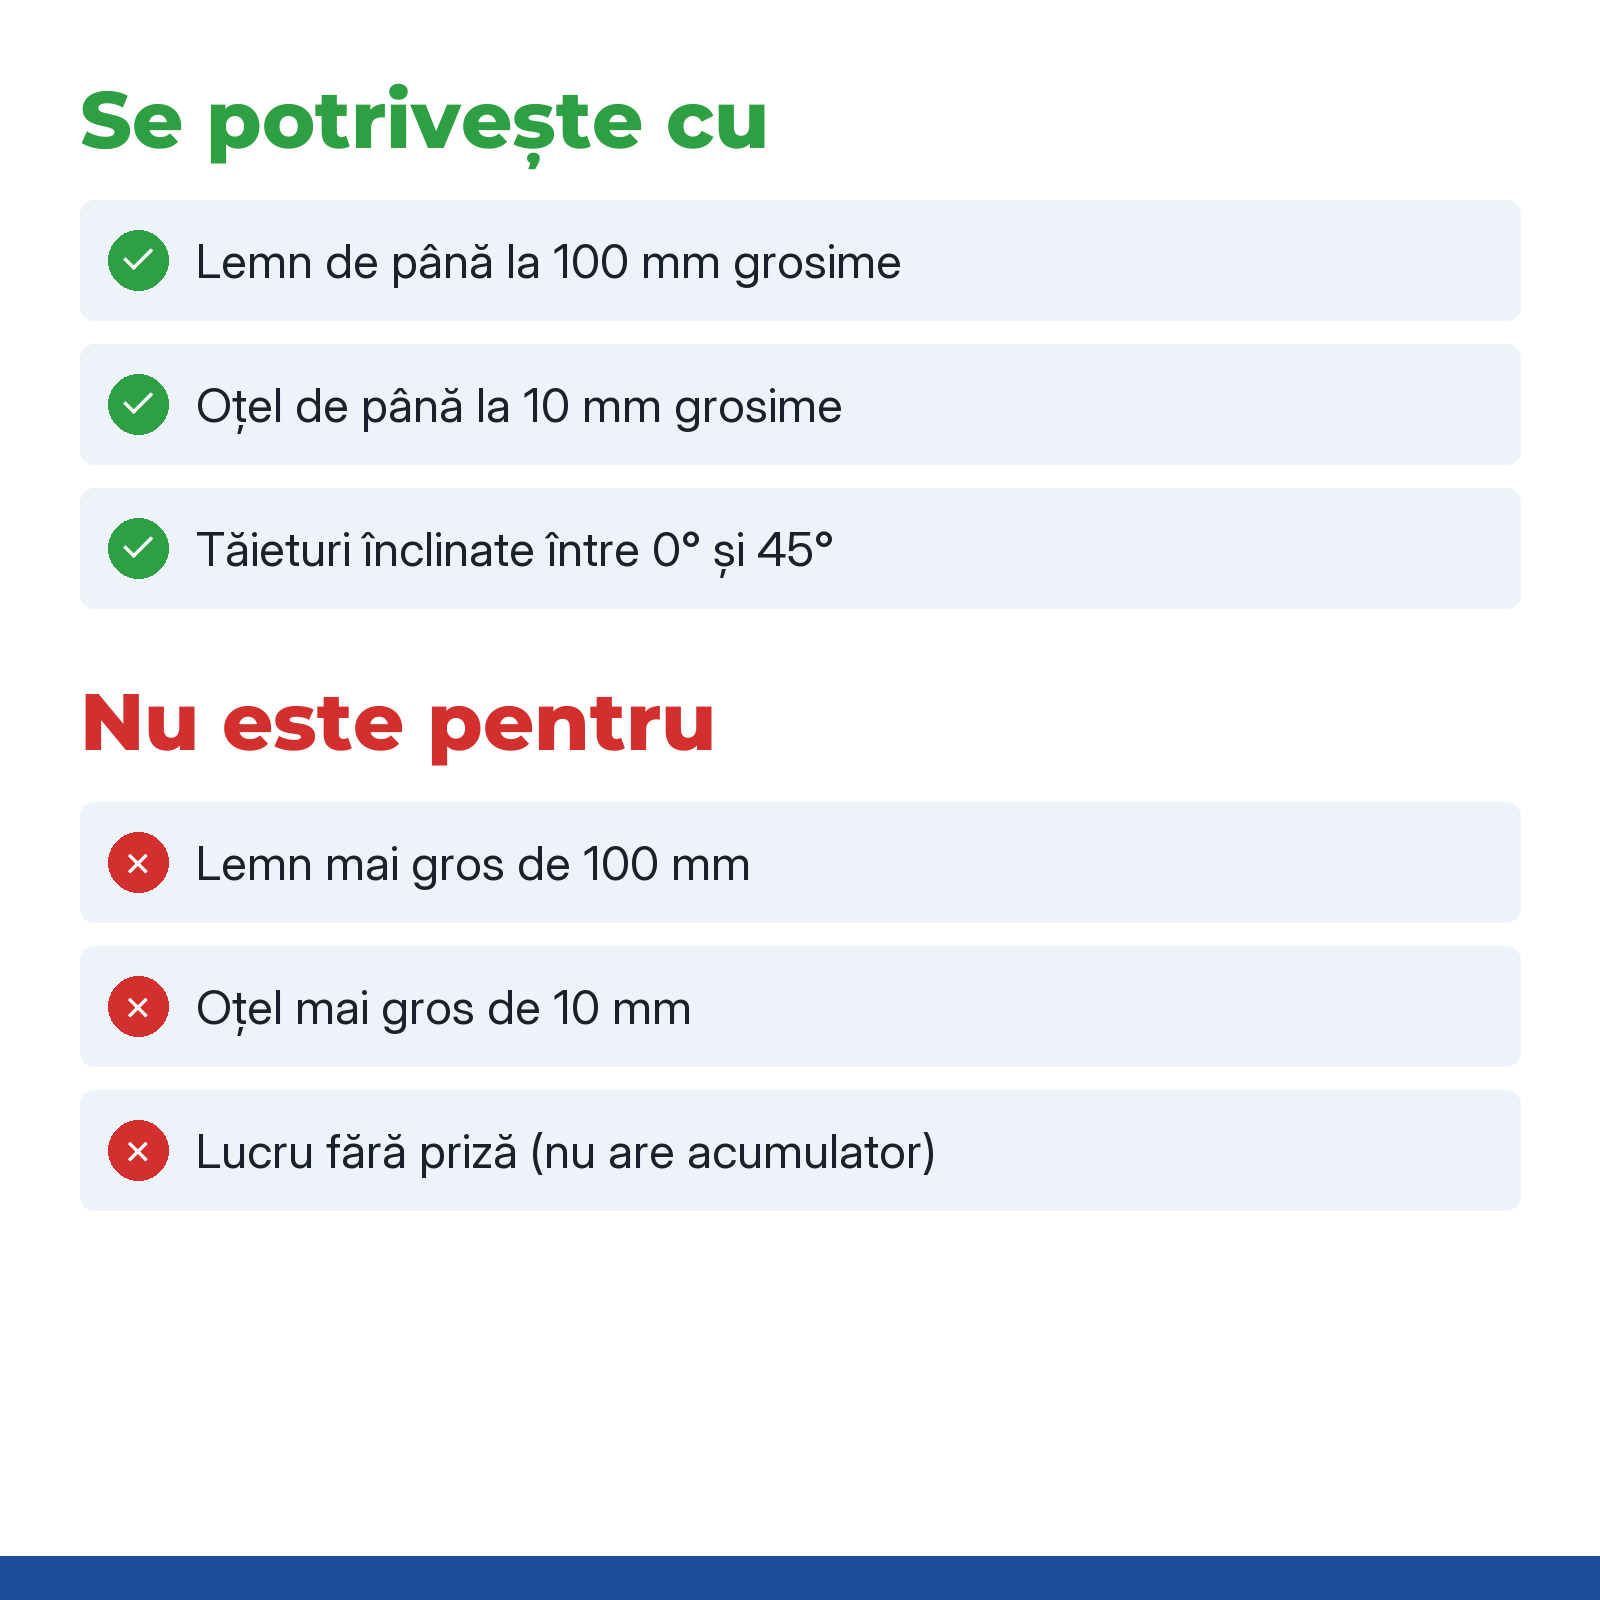 Se potrivește cu
Lemn de până la 100 mm grosime
Oțel de până la 10 mm grosime
Tăieturi înclinate între 0° și 45°
Nu este pentru
Lemn mai gros de 100 mm
Oțel mai gros de 10 mm
Lucru fără priză (nu are acumulator)